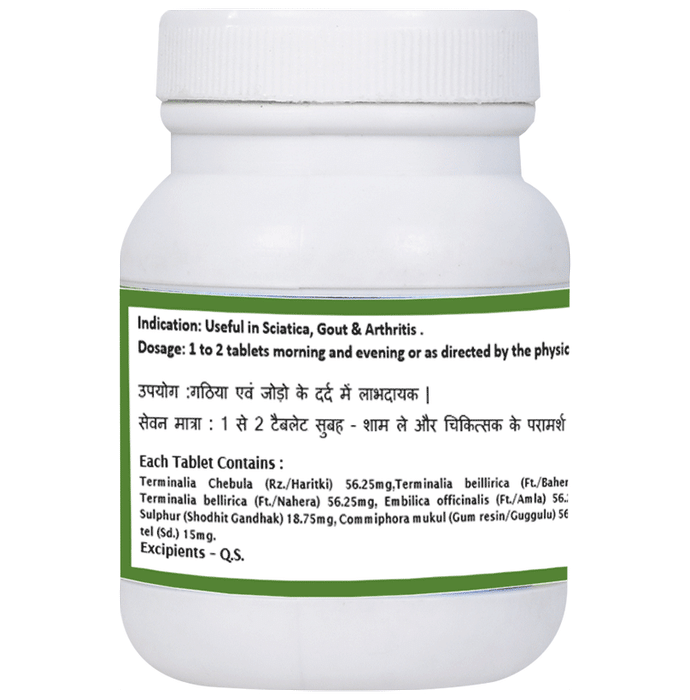 Indication: Useful in Sciatica, Gout & Arthritis .
Dosage: 1 to 2 tablets morning and evening or as directed by the physic
उपयोग :गठिया एवं जोड़ो के दर्द में लाभदायक |
सेवन मात्रा : 1 से 2 टैबलेट सुबह - शाम ले और चिकित्सक के परामर्श
Each Tablet Contains :
Terminalia Chebula (Rz./Haritki) 56.25mg,Terminalia beillirica (Ft./Baher
Terminalia bellirica (Ft./Nahera) 56.25mg, Embilica officinalis (Ft./Amla) 56.
Sulphur (Shodhit Gandhak) 18.75mg, Commiphora mukul (Gum resin/Guggulu) 56
tel (Sd.) 15mg.
Excipients - Q.S.